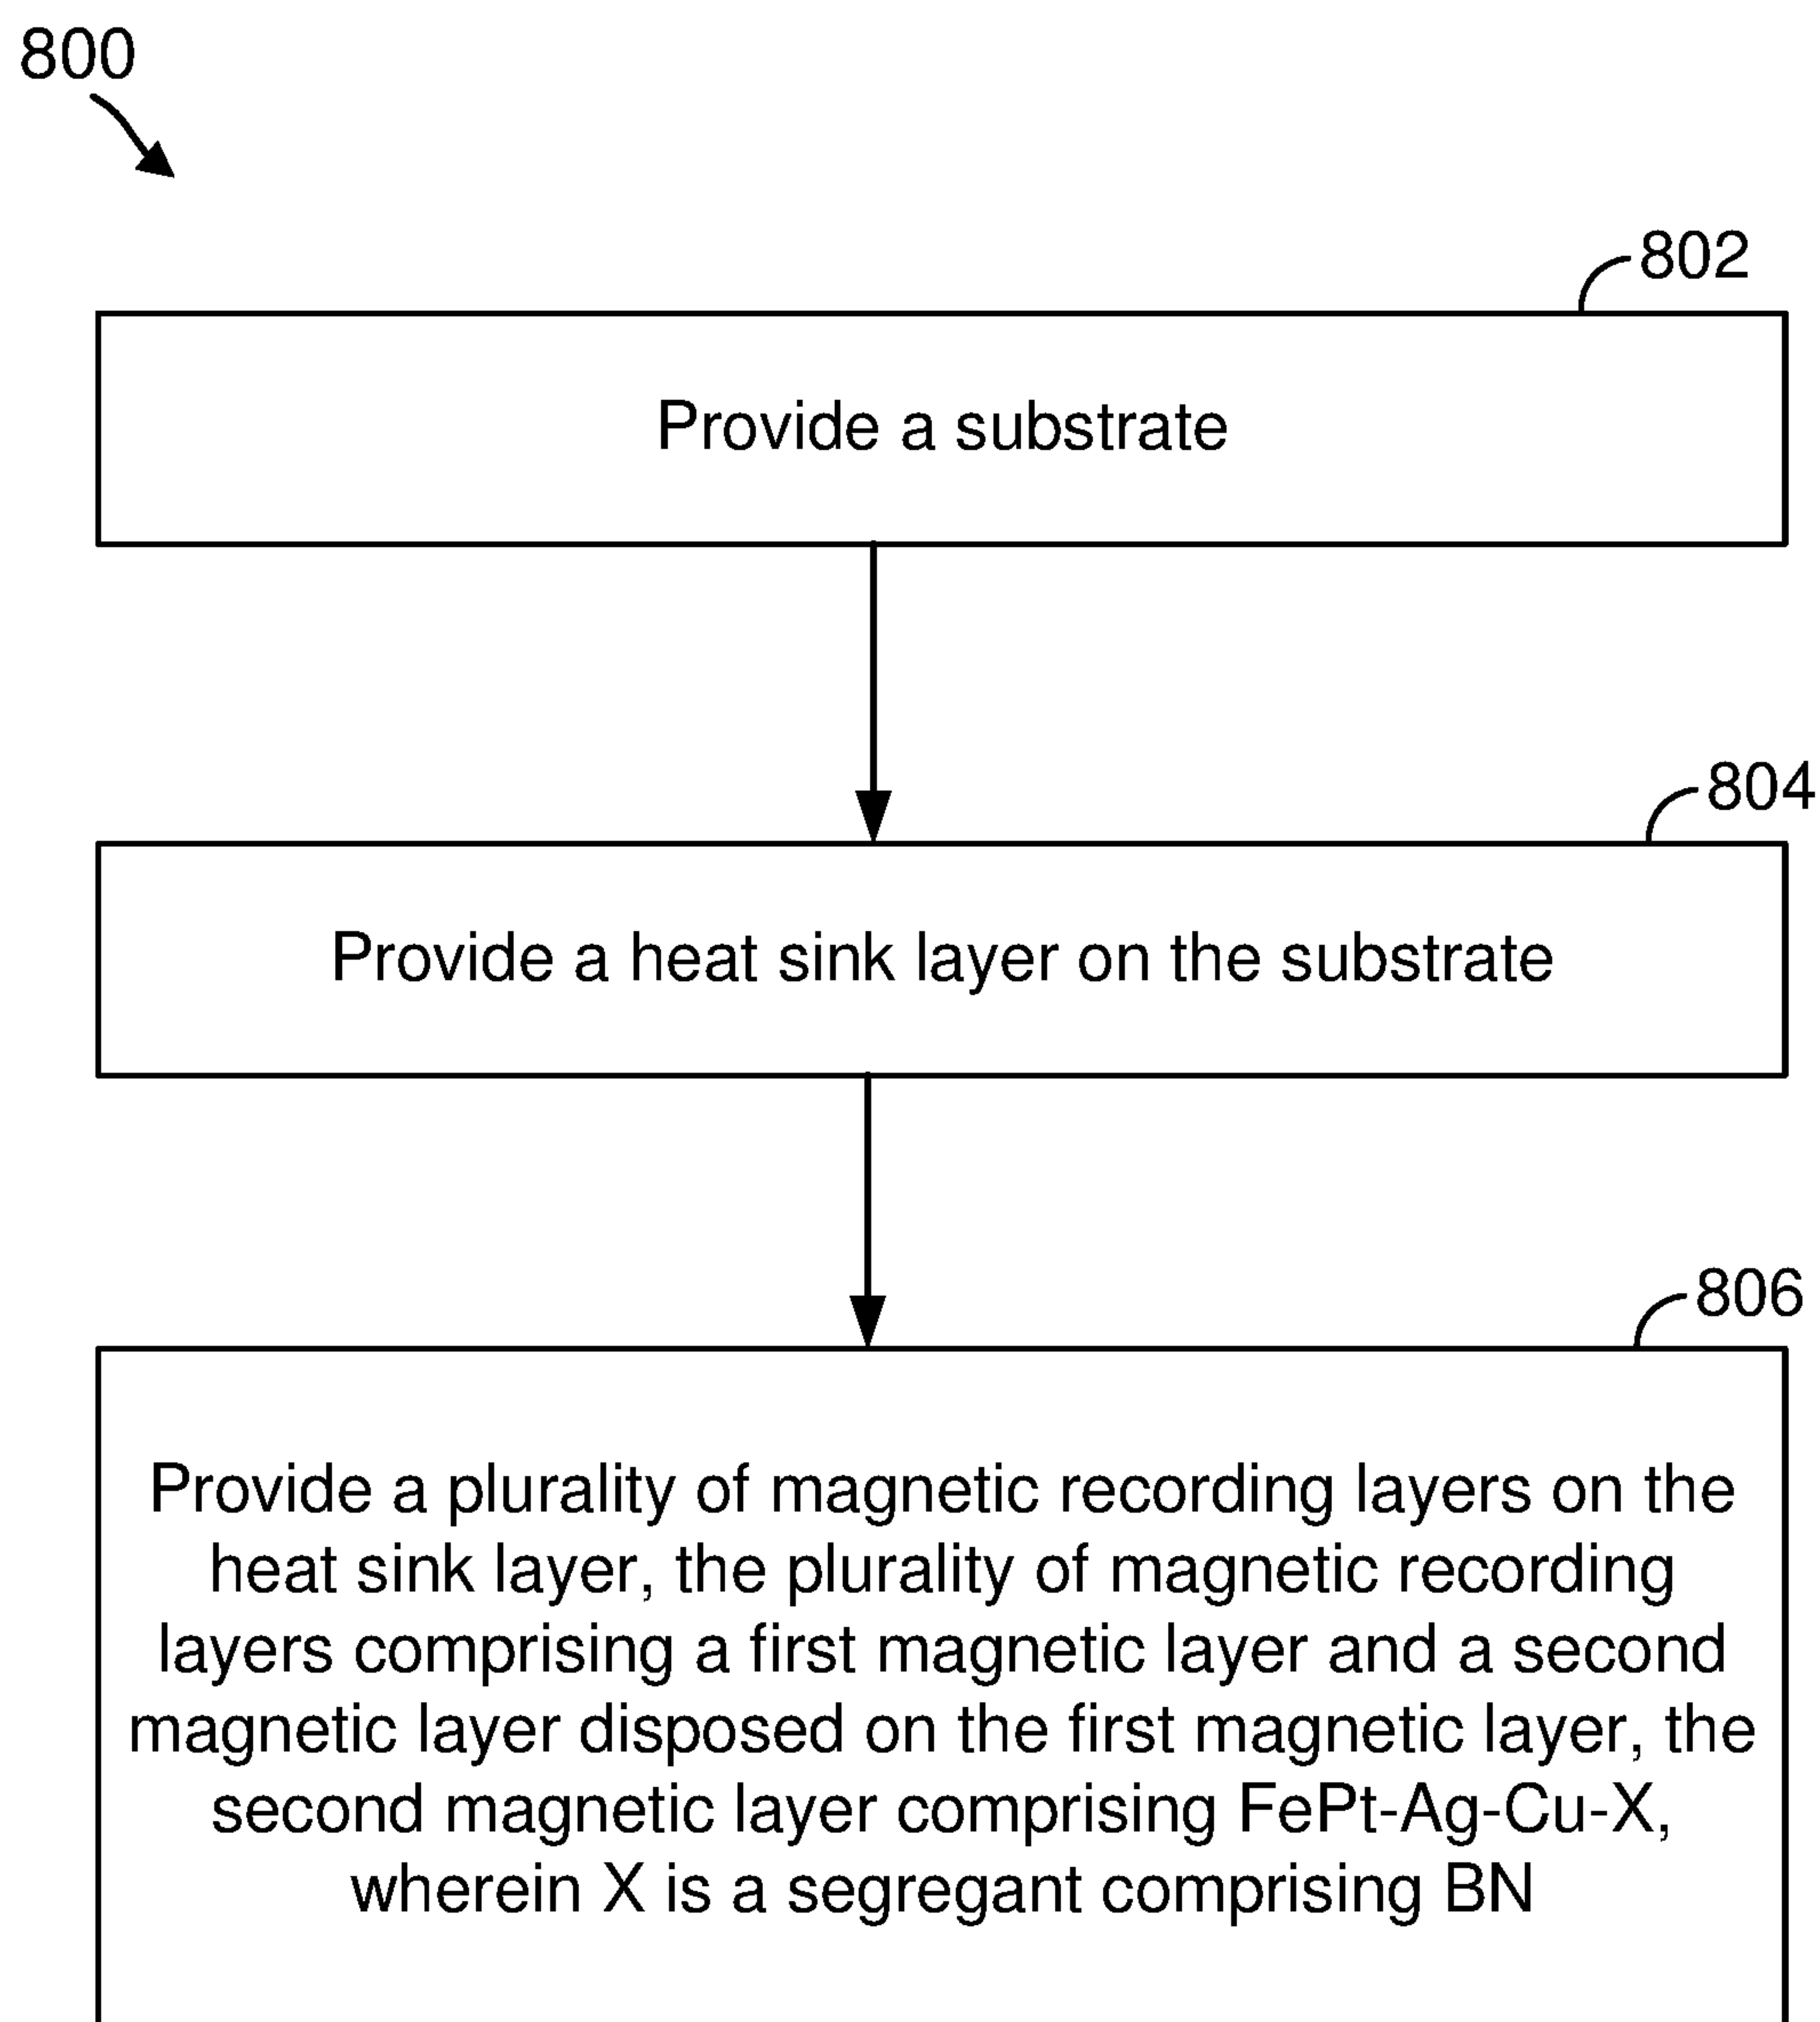 800
802
Provide a substrate
804
Provide a heat sink layer on the substrate
806
Provide a plurality of magnetic recording layers on the
heat sink layer, the plurality of magnetic recording
layers comprising a first magnetic layer and a second
magnetic layer disposed on the first magnetic layer, the
second magnetic layer comprising FePt-Ag-Cu-X,
wherein X is a segregant comprising BN